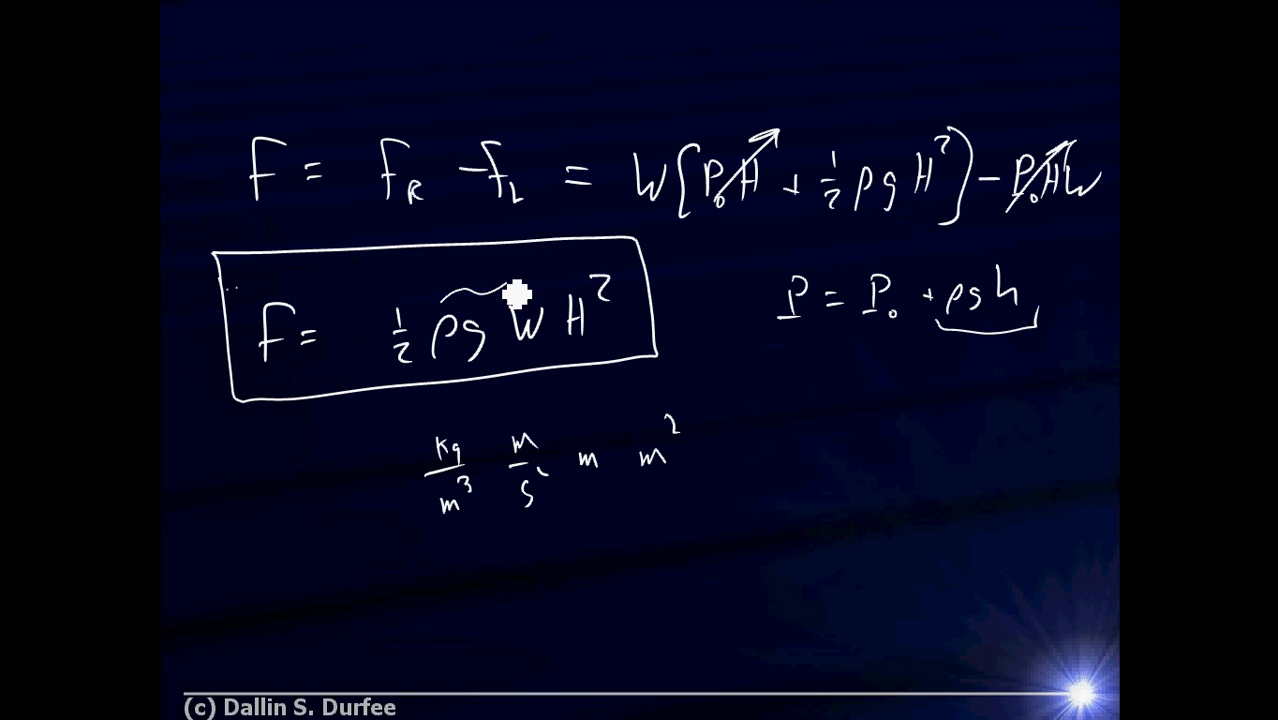 F = F_R - F_L = W[P₀H + ½ρgH²] - P₀HW
F = ½ρgWH²
P = P₀ + ρgh
kg/m³ m/s² m m²
(c) Dallin S. Durfee